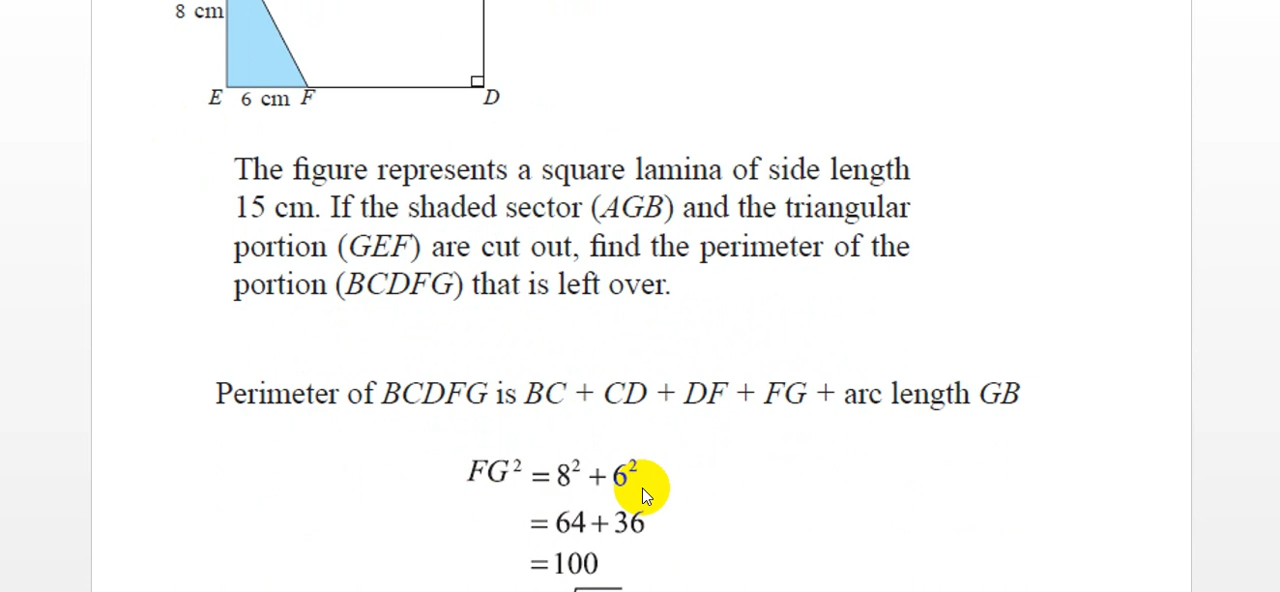 8 cm
E 6 cm F D
The figure represents a square lamina of side length
15 cm. If the shaded sector (AGB) and the triangular
portion (GEF) are cut out, find the perimeter of the
portion (BCDFG) that is left over.
Perimeter of BCDFG is BC + CD + DF + FG + arc length GB
FG² = 8² + 6²
= 64 + 36
= 100